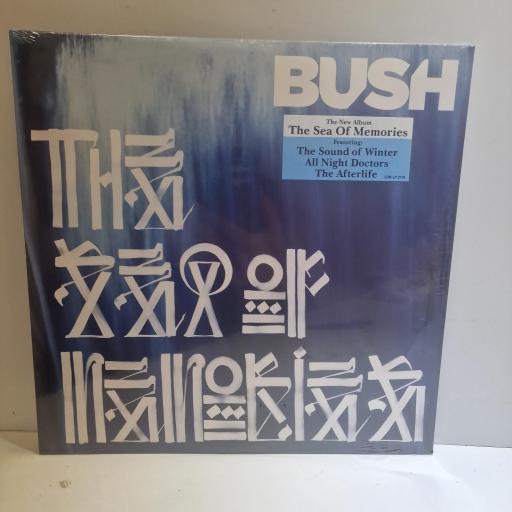 BUSH
The New Album
The Sea Of Memories
Featuring:
The Sound of Winter
All Night Doctors
The Afterlife
THE
SEA OF
MEMORIES